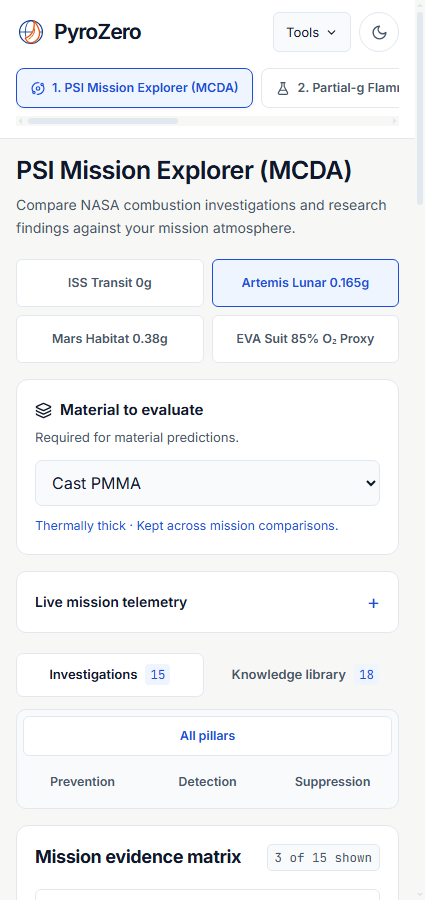 PyroZero
Tools
1. PSI Mission Explorer (MCDA)
2. Partial-g Flam
PSI Mission Explorer (MCDA)
Compare NASA combustion investigations and research
findings against your mission atmosphere.
ISS Transit 0g
Artemis Lunar 0.165g
Mars Habitat 0.38g
EVA Suit 85% O₂ Proxy
Material to evaluate
Required for material predictions.
Cast PMMA
Thermally thick · Kept across mission comparisons.
Live mission telemetry
+
Investigations 15
Knowledge library 18
All pillars
Prevention
Detection
Suppression
Mission evidence matrix
3 of 15 shown